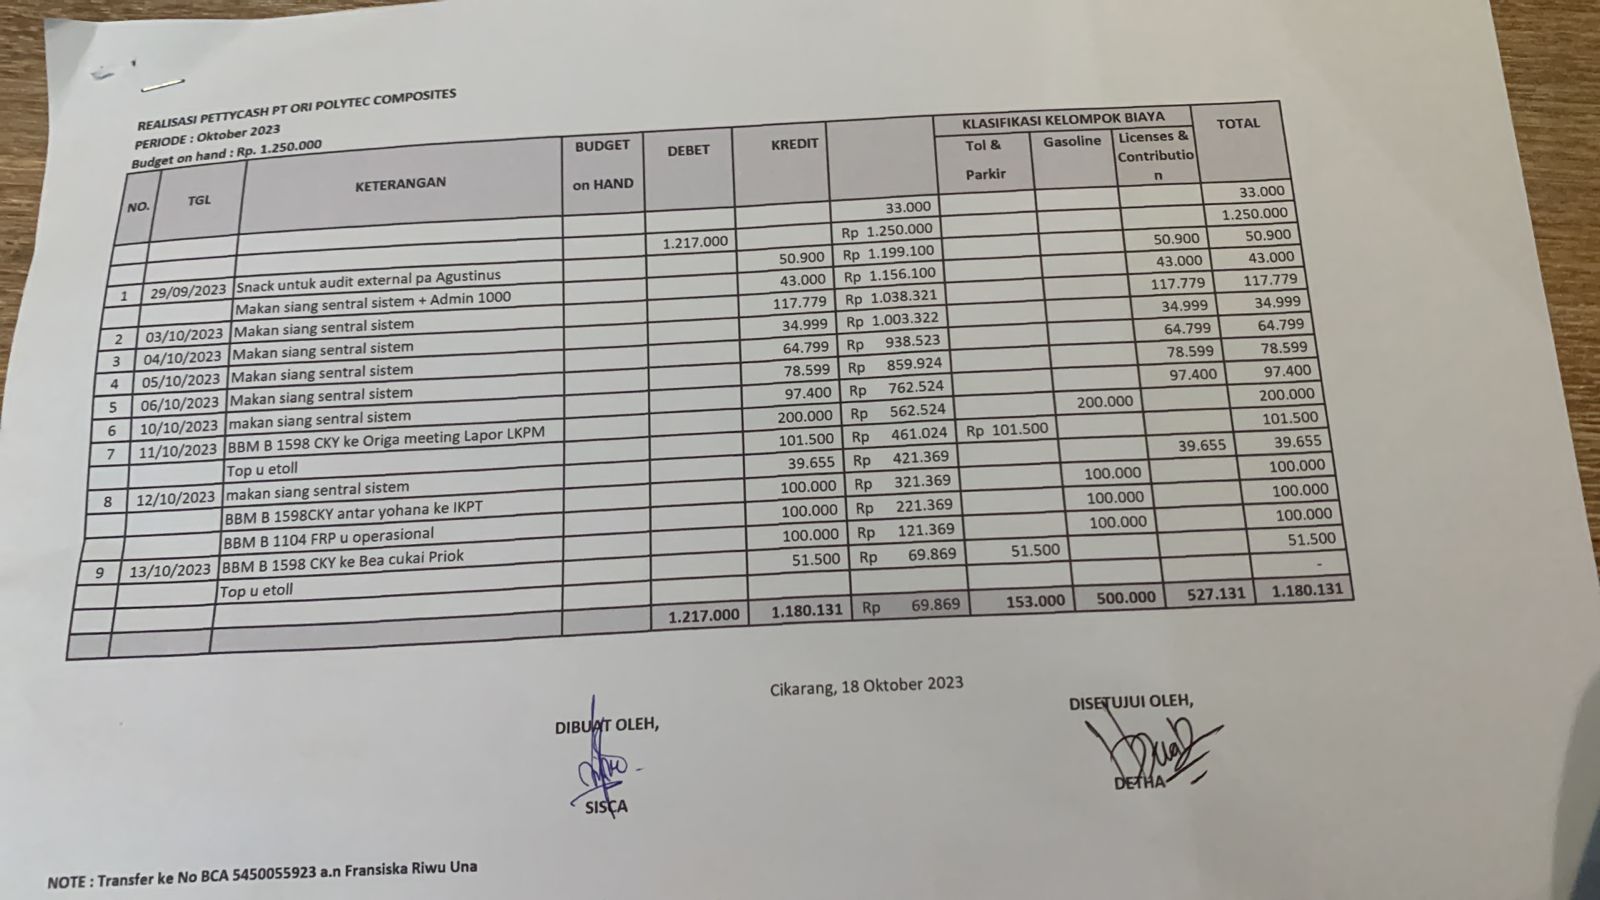 REALISASI PETTYCASH PT ORI POLYTEC COMPOSITES
PERIODE : Oktober 2023
Budget on hand : Rp. 1.250.000
NO. TGL KETERANGAN BUDGET on HAND DEBET KREDIT KLASIFIKASI KELOMPOK BIAYA TOTAL
Tol & Parkir Gasoline Licenses & Contributio n
33.000 33.000
1.217.000 Rp 1.250.000 1.250.000
1 29/09/2023 Snack untuk audit external pa Agustinus 50.900 Rp 1.199.100 50.900 50.900
Makan siang sentral sistem + Admin 1000 43.000 Rp 1.156.100 43.000 43.000
2 03/10/2023 Makan siang sentral sistem 117.779 Rp 1.038.321 117.779 117.779
3 04/10/2023 Makan siang sentral sistem 34.999 Rp 1.003.322 34.999 34.999
4 05/10/2023 Makan siang sentral sistem 64.799 Rp 938.523 64.799 64.799
5 06/10/2023 Makan siang sentral sistem 78.599 Rp 859.924 78.599 78.599
6 10/10/2023 makan siang sentral sistem 97.400 Rp 762.524 97.400 97.400
7 11/10/2023 BBM B 1598 CKY ke Origa meeting Lapor LKPM 200.000 Rp 562.524 200.000 200.000
Top u etoll 101.500 Rp 461.024 Rp 101.500 101.500
8 12/10/2023 makan siang sentral sistem 39.655 Rp 421.369 39.655 39.655
BBM B 1598CKY antar yohana ke IKPT 100.000 Rp 321.369 100.000 100.000
BBM B 1104 FRP u operasional 100.000 Rp 221.369 100.000 100.000
9 13/10/2023 BBM B 1598 CKY ke Bea cukai Priok 100.000 Rp 121.369 100.000 100.000
Top u etoll 51.500 Rp 69.869 51.500 51.500
-
1.217.000 1.180.131 Rp 69.869 153.000 500.000 527.131 1.180.131
Cikarang, 18 Oktober 2023
DIBUAT OLEH, DISETUJUI OLEH,
SISCA DETHA
NOTE : Transfer ke No BCA 5450055923 a.n Fransiska Riwu Una